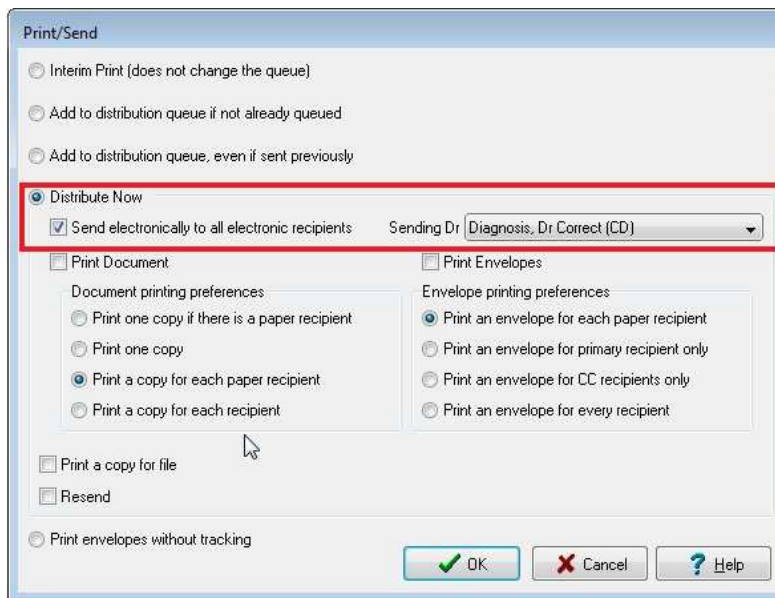 Print/Send
Interim Print (does not change the queue)
Add to distribution queue if not already queued
Add to distribution queue, even if sent previously
Distribute Now
Send electronically to all electronic recipients Sending Dr Diagnosis, Dr Correct (CD)
Print Document Print Envelopes
Document printing preferences Envelope printing preferences
Print one copy if there is a paper recipient Print an envelope for each paper recipient
Print one copy Print an envelope for primary recipient only
Print a copy for each paper recipient Print an envelope for CC recipients only
Print a copy for each recipient Print an envelope for every recipient
Print a copy for file
Resend
Print envelopes without tracking
OK Cancel Help